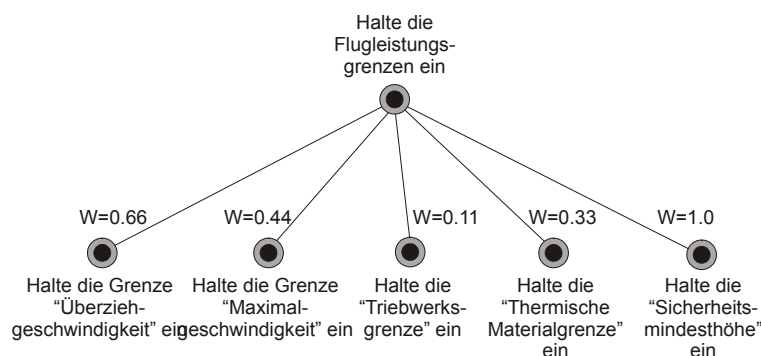 Halte die
Flugleistungs-
grenzen ein
W=0.66
W=0.44
W=0.11
W=0.33
W=1.0
Halte die Grenze
“Überzieh-
geschwindigkeit” ein
Halte die Grenze
“Maximal-
geschwindigkeit” ein
Halte die
“Triebwerks-
grenze” ein
Halte die
“Thermische
Materialgrenze”
ein
Halte die
“Sicherheits-
mindesthöhe”
ein